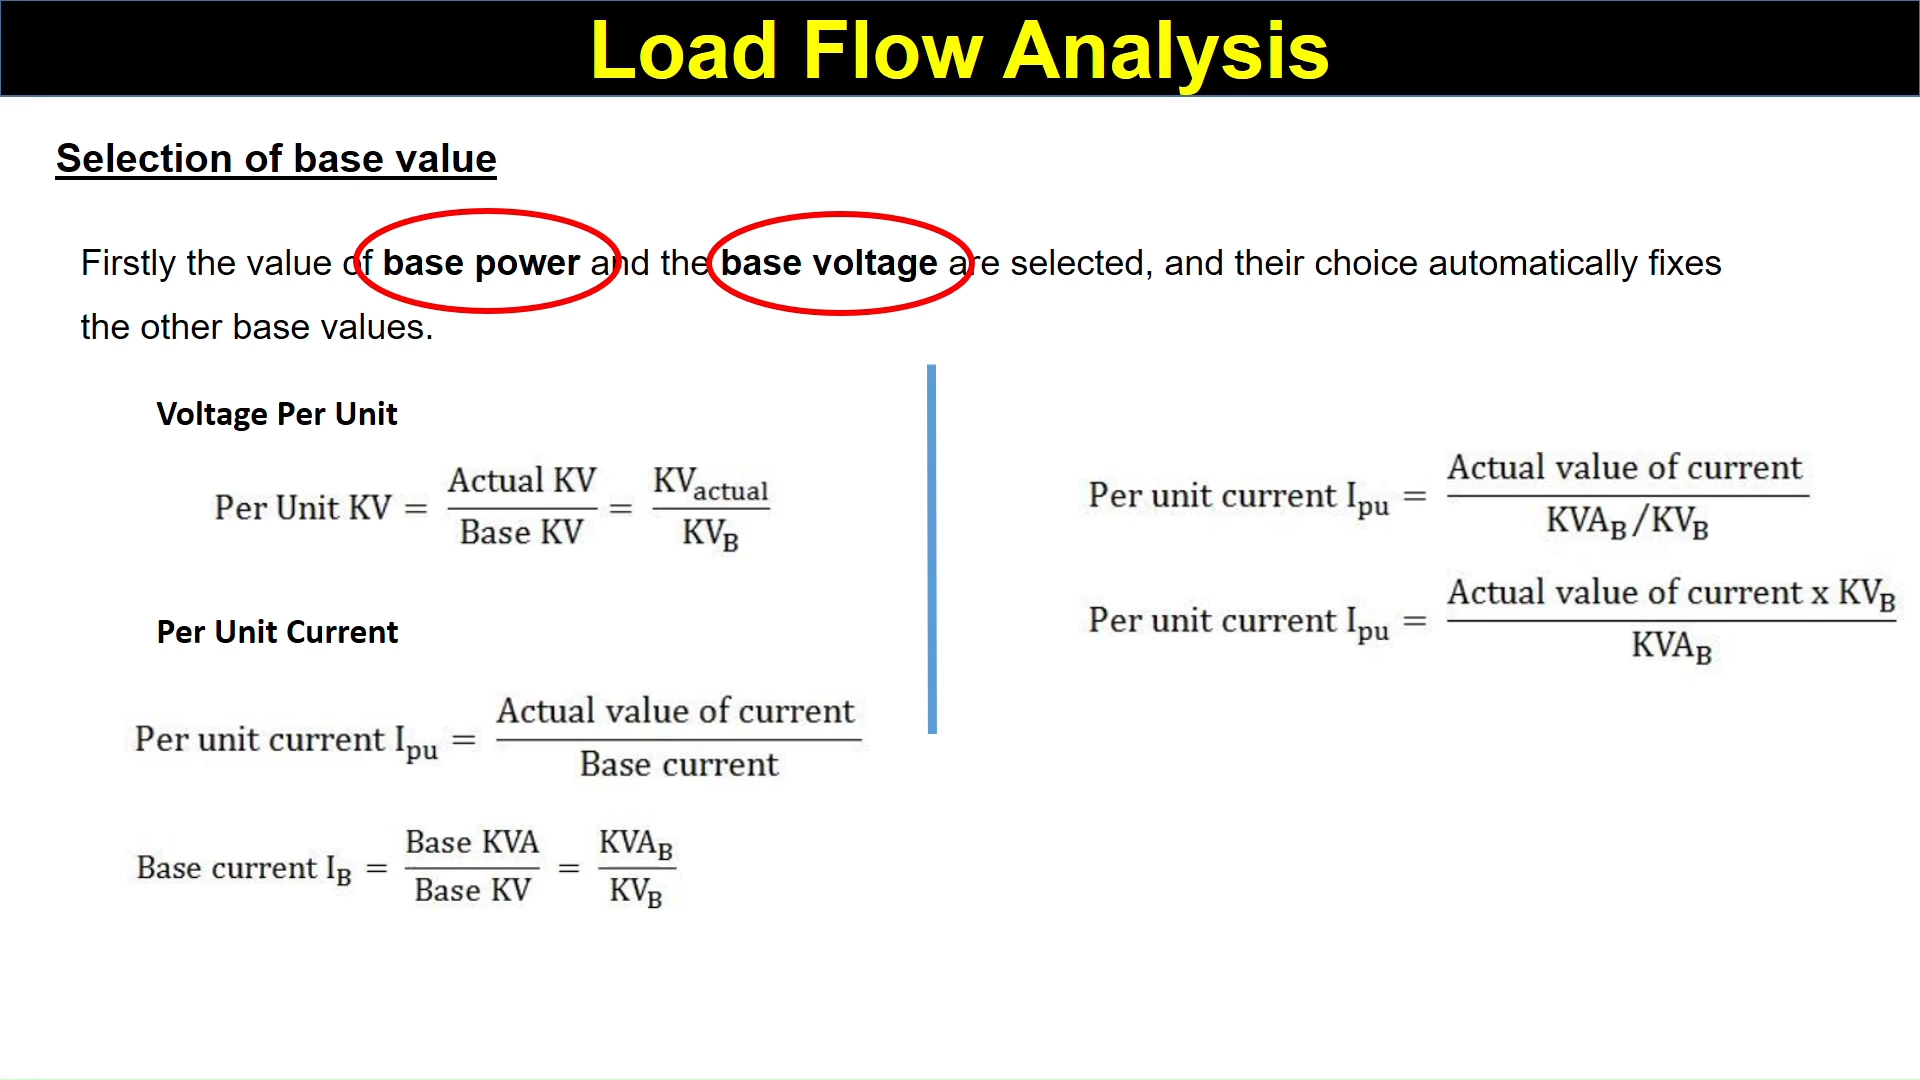 Load Flow Analysis
Selection of base value
Firstly the value of base power and the base voltage are selected, and their choice automatically fixes
the other base values.
Voltage Per Unit
Per Unit KV = Actual KV / Base KV = KV_actual / KV_B
Per Unit Current
Per unit current I_pu = Actual value of current / Base current
Base current I_B = Base KVA / Base KV = KVA_B / KV_B
Per unit current I_pu = Actual value of current / KVA_B/KV_B
Per unit current I_pu = Actual value of current x KV_B / KVA_B